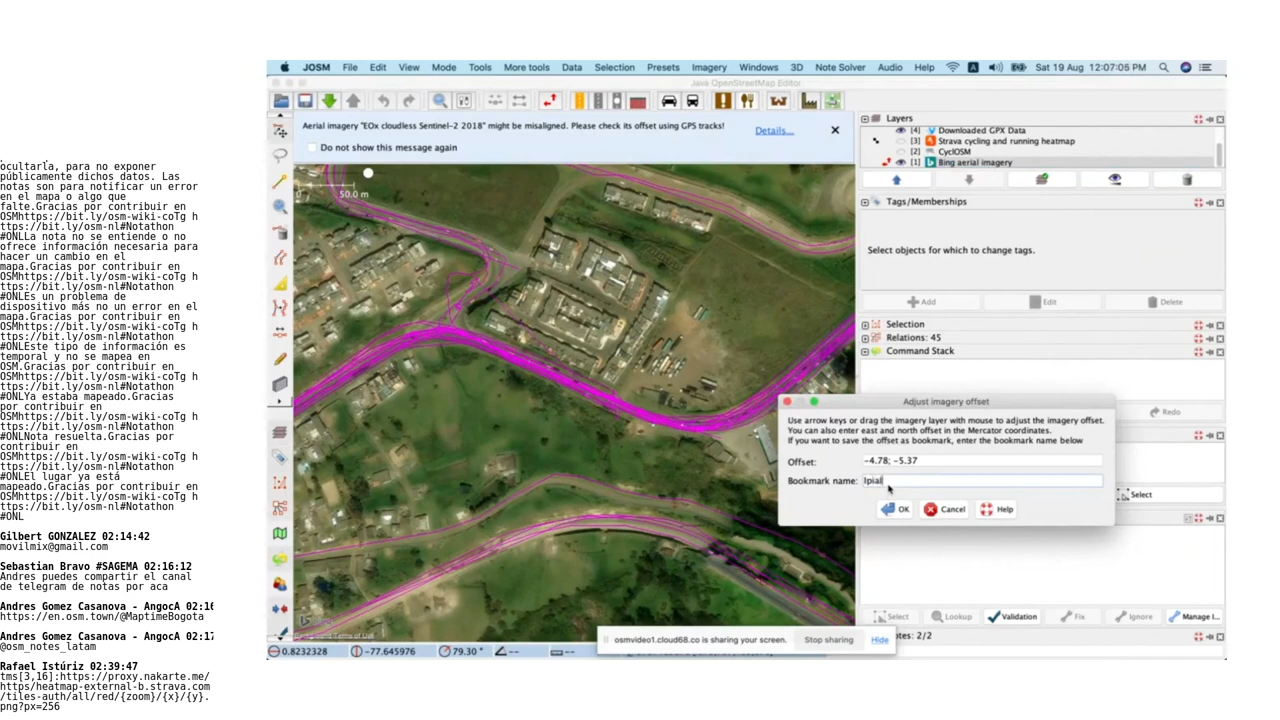 ocultarla, para no exponer
públicamente dichos datos. Las
notas son para notificar un error
en el mapa o algo que
falte.Gracias por contribuir en
OSMhttps://bit.ly/osm-wiki-coTg h
ttps://bit.ly/osm-nl#Notathon
#ONLLa nota no se entiende o no
ofrece información necesaria para
hacer un cambio en el
mapa.Gracias por contribuir en
OSMhttps://bit.ly/osm-wiki-coTg h
ttps://bit.ly/osm-nl#Notathon
#ONLEs un problema de
dispositivo más no un error en el
mapa.Gracias por contribuir en
OSMhttps://bit.ly/osm-wiki-coTg h
ttps://bit.ly/osm-nl#Notathon
#ONLEste tipo de información es
temporal y no se mapea en
OSM.Gracias por contribuir en
OSMhttps://bit.ly/osm-wiki-coTg h
ttps://bit.ly/osm-nl#Notathon
#ONLYa estaba mapeado.Gracias
por contribuir en
OSMhttps://bit.ly/osm-wiki-coTg h
ttps://bit.ly/osm-nl#Notathon
#ONLNota resuelta.Gracias por
contribuir en
OSMhttps://bit.ly/osm-wiki-coTg h
ttps://bit.ly/osm-nl#Notathon
#ONLEl lugar ya está
mapeado.Gracias por contribuir en
OSMhttps://bit.ly/osm-wiki-coTg h
ttps://bit.ly/osm-nl#Notathon
#ONL
Gilbert GONZALEZ 02:14:42
movilmix@gmail.com
Sebastian Bravo #SAGEMA 02:16:12
Andres puedes compartir el canal
de telegram de notas por aca
Andres Gomez Casanova - AngocA 02:16
https://en.osm.town/@MaptimeBogota
Andres Gomez Casanova - AngocA 02:17
@osm_notes_latam
Rafael Istúriz 02:39:47
tms[3,16]:https://proxy.nakarte.me/
https/heatmap-external-b.strava.com
/tiles-auth/all/red/{zoom}/{x}/{y}.
png?px=256
JOSM File Edit View Mode Tools More tools Data Selection Presets Imagery Windows 3D Note Solver Audio Help A Sat 19 Aug 12:07:05 PM
Java OpenStreetMap Editor
Aerial imagery "EOx cloudless Sentinel-2 2018" might be misaligned. Please check its offset using GPS tracks!
Details...
Do not show this message again
0
50.0 m
Layers
[4] Downloaded GPX Data
[3] Strava cycling and running heatmap
[2] CyclOSM
[1] Bing aerial imagery
Tags/Memberships
Select objects for which to change tags.
Add Edit Delete
Selection
Relations: 45
Command Stack
Redo
Adjust imagery offset
Use arrow keys or drag the imagery layer with mouse to adjust the imagery offset.
You can also enter east and north offset in the Mercator coordinates.
If you want to save the offset as bookmark, enter the bookmark name below
Offset: -4.78; -5.37
Bookmark name: Ipial
OK Cancel Help
Select
Select Lookup Validation Fix Ignore Manage I...
otes: 2/2
osmvideo1.cloud68.co is sharing your screen. Stop sharing Hide
Background Terms of Use
0.8232328 -77.645976 79.30 ° -- --